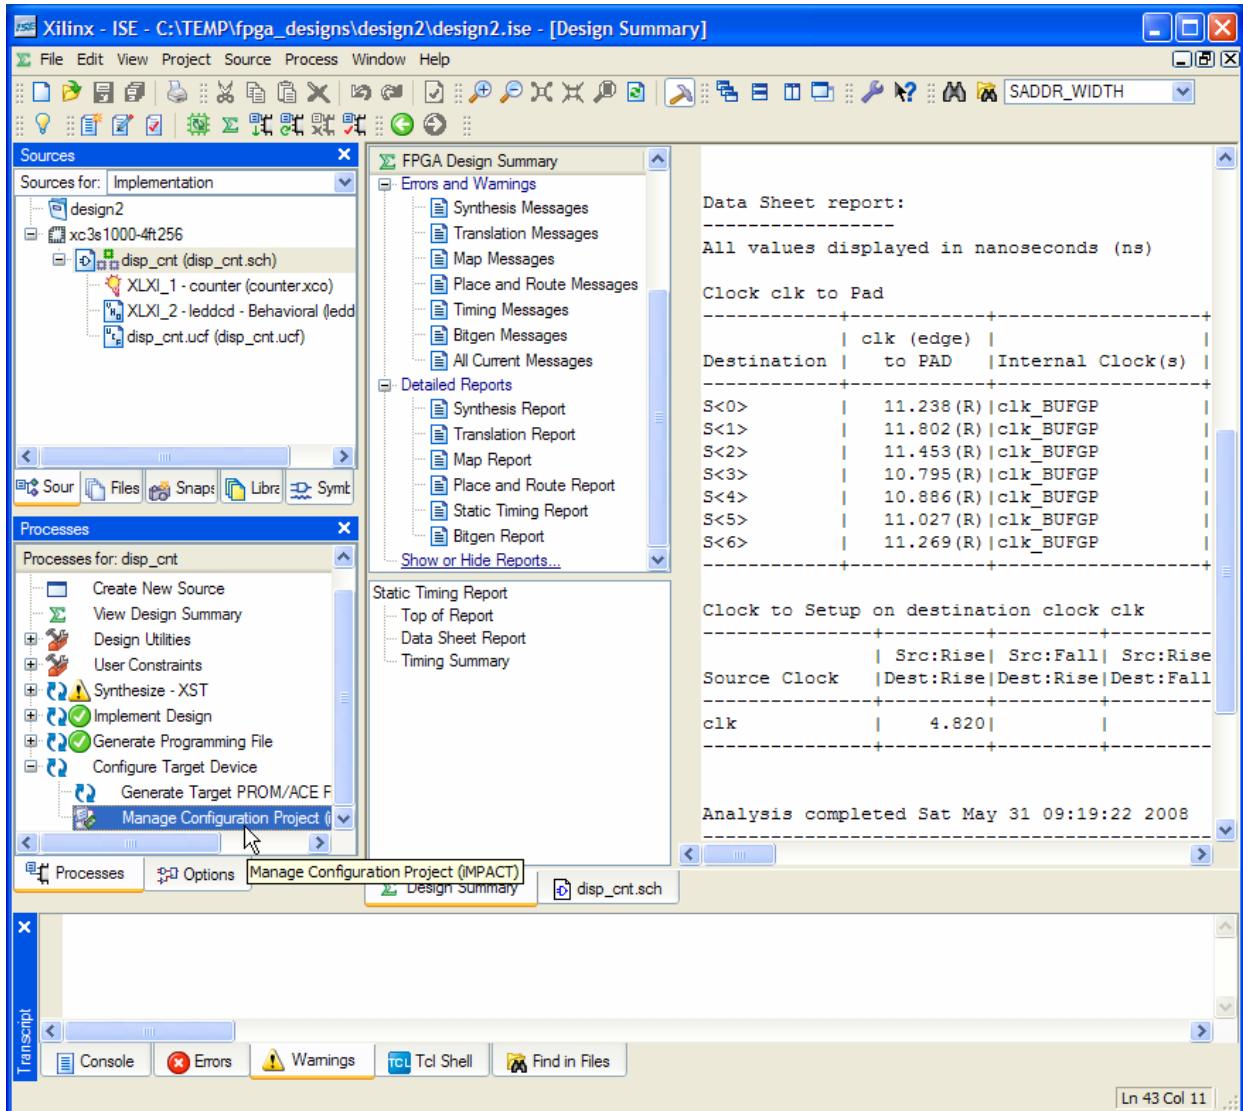 Xilinx - ISE - C:\TEMP\fpga_designs\design2\design2.ise - [Design Summary]
File Edit View Project Source Process Window Help
SADDR_WIDTH
Sources
Sources for: Implementation
design2
xc3s1000-4ft256
disp_cnt (disp_cnt.sch)
XLXI_1 - counter (counter.xco)
XLXI_2 - leddcd - Behavioral (ledd
disp_cnt.ucf (disp_cnt.ucf)
Sour Files Snaps Libra Symb
Processes
Processes for: disp_cnt
Create New Source
View Design Summary
Design Utilities
User Constraints
Synthesize - XST
Implement Design
Generate Programming File
Configure Target Device
Generate Target PROM/ACE F
Manage Configuration Project (i
Manage Configuration Project (iMPACT)
Processes Options
FPGA Design Summary
Errors and Warnings
Synthesis Messages
Translation Messages
Map Messages
Place and Route Messages
Timing Messages
Bitgen Messages
All Current Messages
Detailed Reports
Synthesis Report
Translation Report
Map Report
Place and Route Report
Static Timing Report
Bitgen Report
Show or Hide Reports...
Static Timing Report
Top of Report
Data Sheet Report
Timing Summary
Data Sheet report:
-----------------
All values displayed in nanoseconds (ns)
Clock clk to Pad
------------+------------+------------------+
            | clk (edge) |                  |
Destination |   to PAD   |Internal Clock(s) |
------------+------------+------------------+
S<0>        |   11.238(R)|clk_BUFGP         |
S<1>        |   11.802(R)|clk_BUFGP         |
S<2>        |   11.453(R)|clk_BUFGP         |
S<3>        |   10.795(R)|clk_BUFGP         |
S<4>        |   10.886(R)|clk_BUFGP         |
S<5>        |   11.027(R)|clk_BUFGP         |
S<6>        |   11.269(R)|clk_BUFGP         |
------------+------------+------------------+
Clock to Setup on destination clock clk
---------------+---------+---------+---------
               | Src:Rise| Src:Fall| Src:Rise
Source Clock   |Dest:Rise|Dest:Rise|Dest:Fall
---------------+---------+---------+---------
clk            |    4.820|         |
---------------+---------+---------+---------
Analysis completed Sat May 31 09:19:22 2008
---------------------------------------------
Design Summary disp_cnt.sch
Transcript
Console Errors Warnings Tcl Shell Find in Files
Ln 43 Col 11